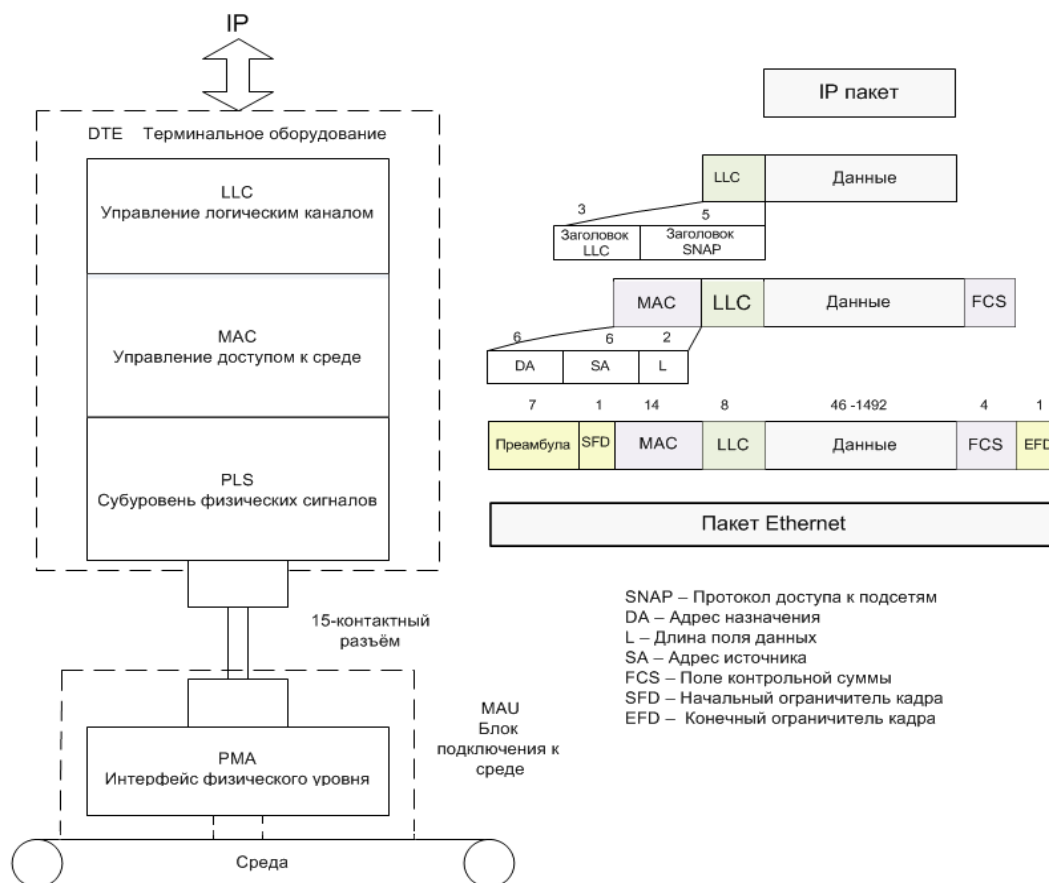 IP
DTE Терминальное оборудование
LLC
Управление логическим каналом
MAC
Управление доступом к среде
PLS
Субуровень физических сигналов
15-контактный
разъём
MAU
Блок
подключения к
среде
PMA
Интерфейс физического уровня
Среда
IP пакет
LLC
Данные
3
5
Заголовок
LLC
Заголовок
SNAP
MAC
LLC
Данные
FCS
6
6
2
DA
SA
L
7
1
14
8
46 -1492
4
1
Преамбула
SFD
MAC
LLC
Данные
FCS
EFD
Пакет Ethernet
SNAP – Протокол доступа к подсетям
DA – Адрес назначения
L – Длина поля данных
SA – Адрес источника
FCS – Поле контрольной суммы
SFD – Начальный ограничитель кадра
EFD – Конечный ограничитель кадра